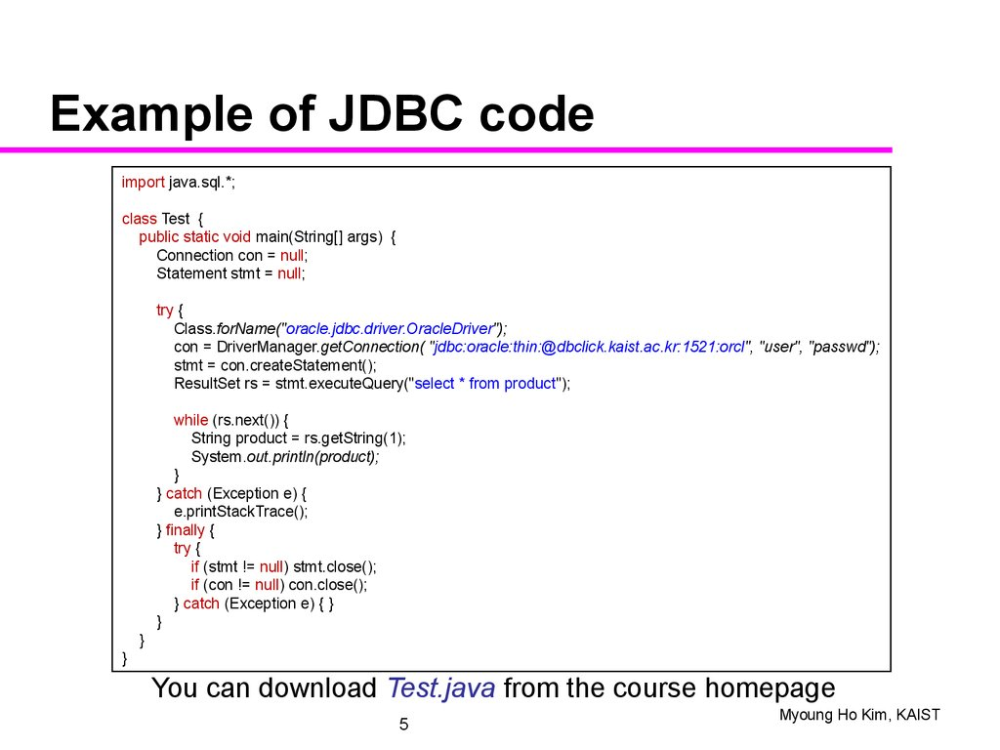 Example of JDBC code
import java.sql.*;
class Test  {
public static void main(String[] args)  {
Connection con = null;
Statement stmt = null;
try {
Class.forName("oracle.jdbc.driver.OracleDriver");
con = DriverManager.getConnection( "jdbc:oracle:thin:@dbclick.kaist.ac.kr:1521:orcl", "user", "passwd");
stmt = con.createStatement();
ResultSet rs = stmt.executeQuery("select * from product");
while (rs.next()) {
String product = rs.getString(1);
System.out.println(product);
}
} catch (Exception e) {
e.printStackTrace();
} finally {
try {
if (stmt != null) stmt.close();
if (con != null) con.close();
} catch (Exception e) { }
}
}
}
You can download Test.java from the course homepage
Myoung Ho Kim, KAIST
5